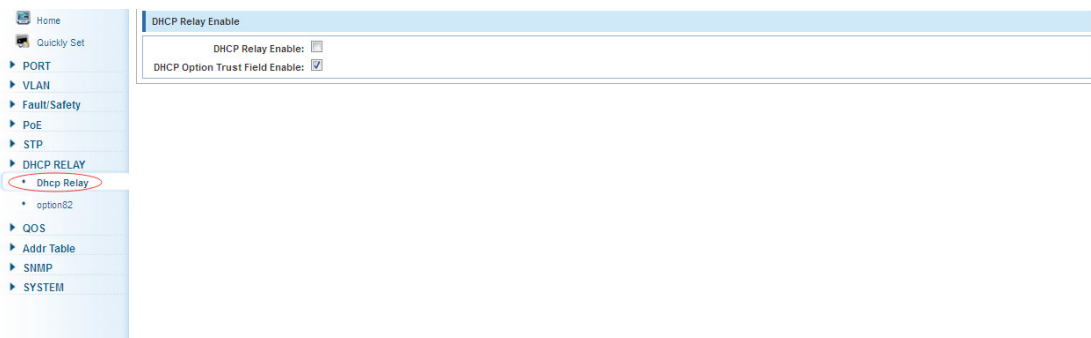 Home
Quickly Set
PORT
VLAN
Fault/Safety
PoE
STP
DHCP RELAY
Dhcp Relay
option82
QOS
Addr Table
SNMP
SYSTEM
DHCP Relay Enable
DHCP Relay Enable:
DHCP Option Trust Field Enable: